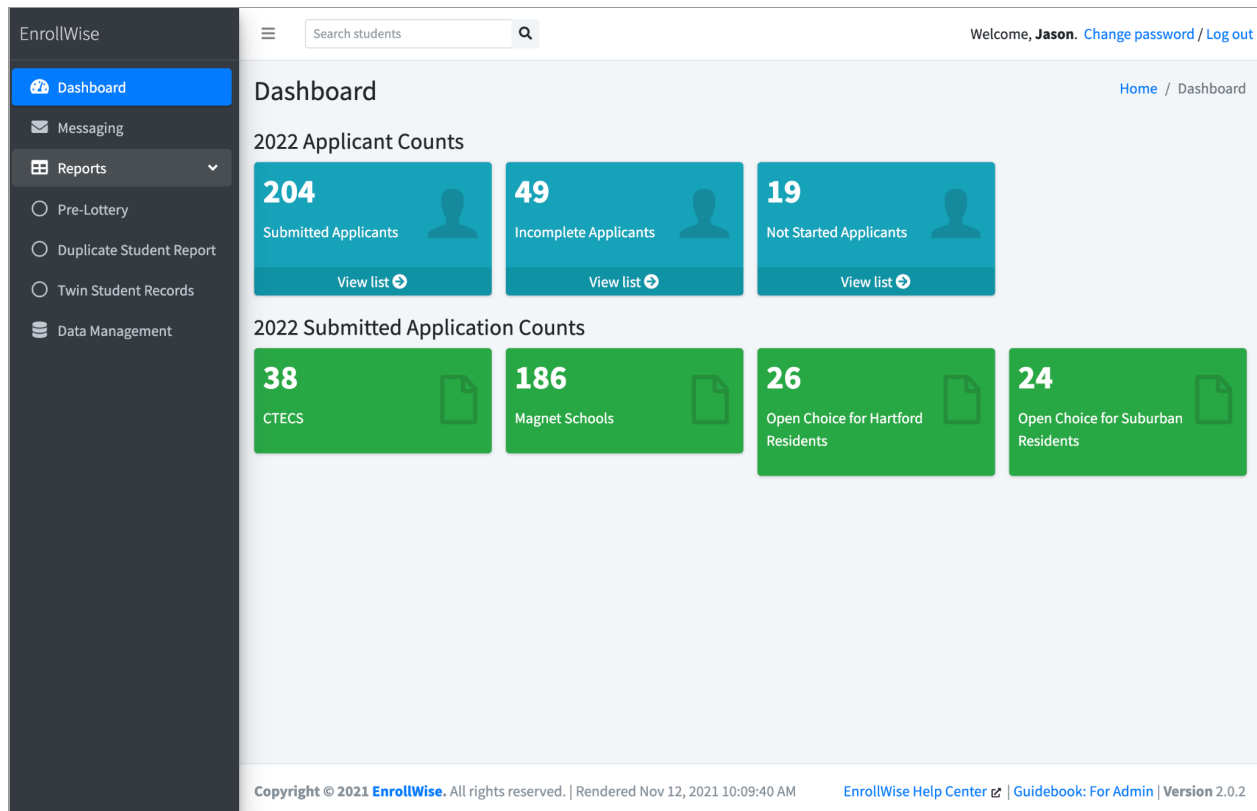 EnrollWise
Search students
Welcome, Jason. Change password / Log out
Dashboard
Messaging
Reports
Pre-Lottery
Duplicate Student Report
Twin Student Records
Data Management
Dashboard
Home / Dashboard
2022 Applicant Counts
204
Submitted Applicants
View list
49
Incomplete Applicants
View list
19
Not Started Applicants
View list
2022 Submitted Application Counts
38
CTECS
186
Magnet Schools
26
Open Choice for Hartford
Residents
24
Open Choice for Suburban
Residents
Copyright © 2021 EnrollWise. All rights reserved. | Rendered Nov 12, 2021 10:09:40 AM
EnrollWise Help Center | Guidebook: For Admin | Version 2.0.2